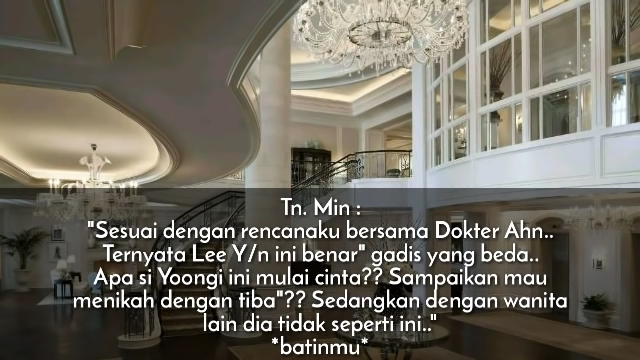 Tn. Min :
"Sesuai dengan rencanaku bersama Dokter Ahn..
Ternyata Lee Y/n ini benar" gadis yang beda..
Apa si Yoongi ini mulai cinta?? Sampaikan mau
menikah dengan tiba"?? Sedangkan dengan wanita
lain dia tidak seperti ini.."
*batinmu*